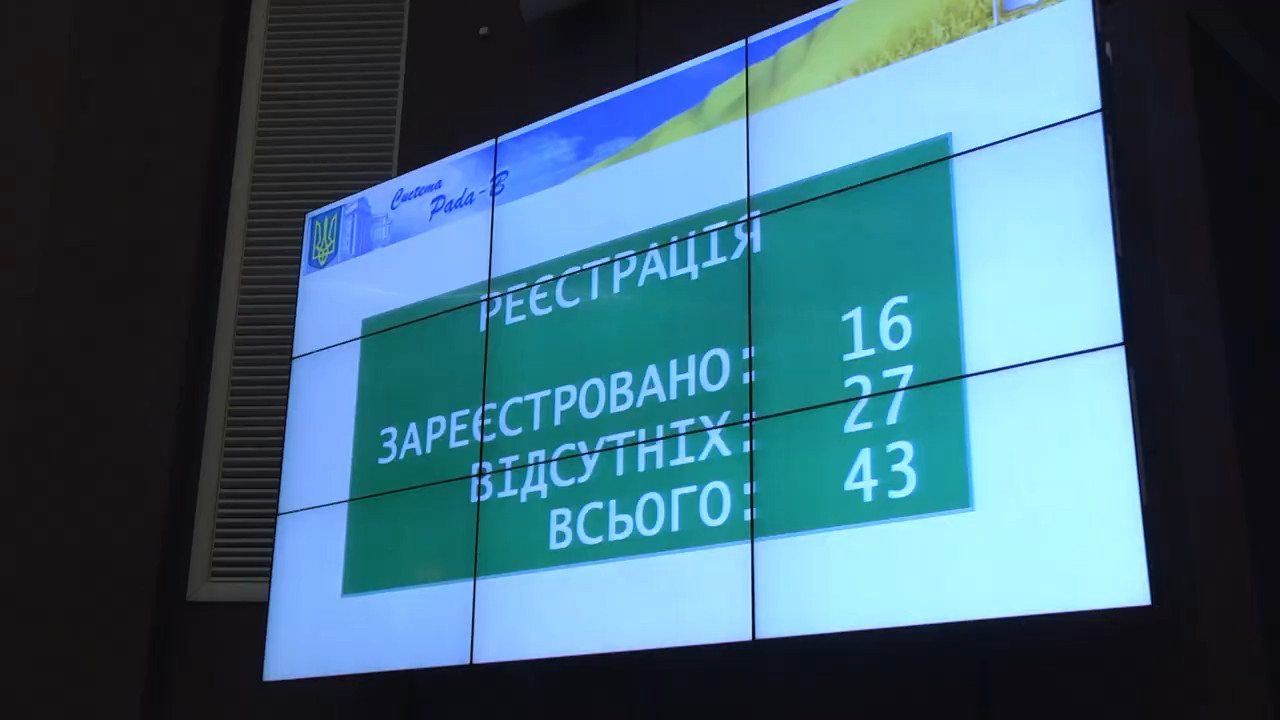 Система
Рада-В
РЕЄСТРАЦІЯ
ЗАРЕЄСТРОВАНО: 16
ВІДСУТНІХ: 27
ВСЬОГО: 43